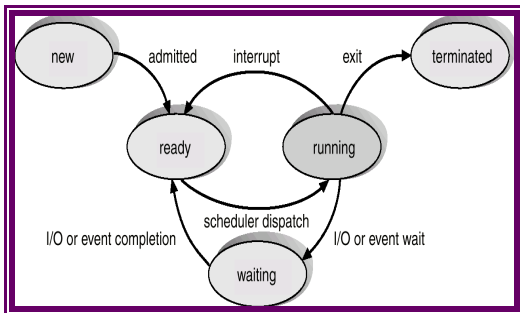 new
admitted
interrupt
exit
terminated
ready
running
scheduler dispatch
I/O or event completion
I/O or event wait
waiting